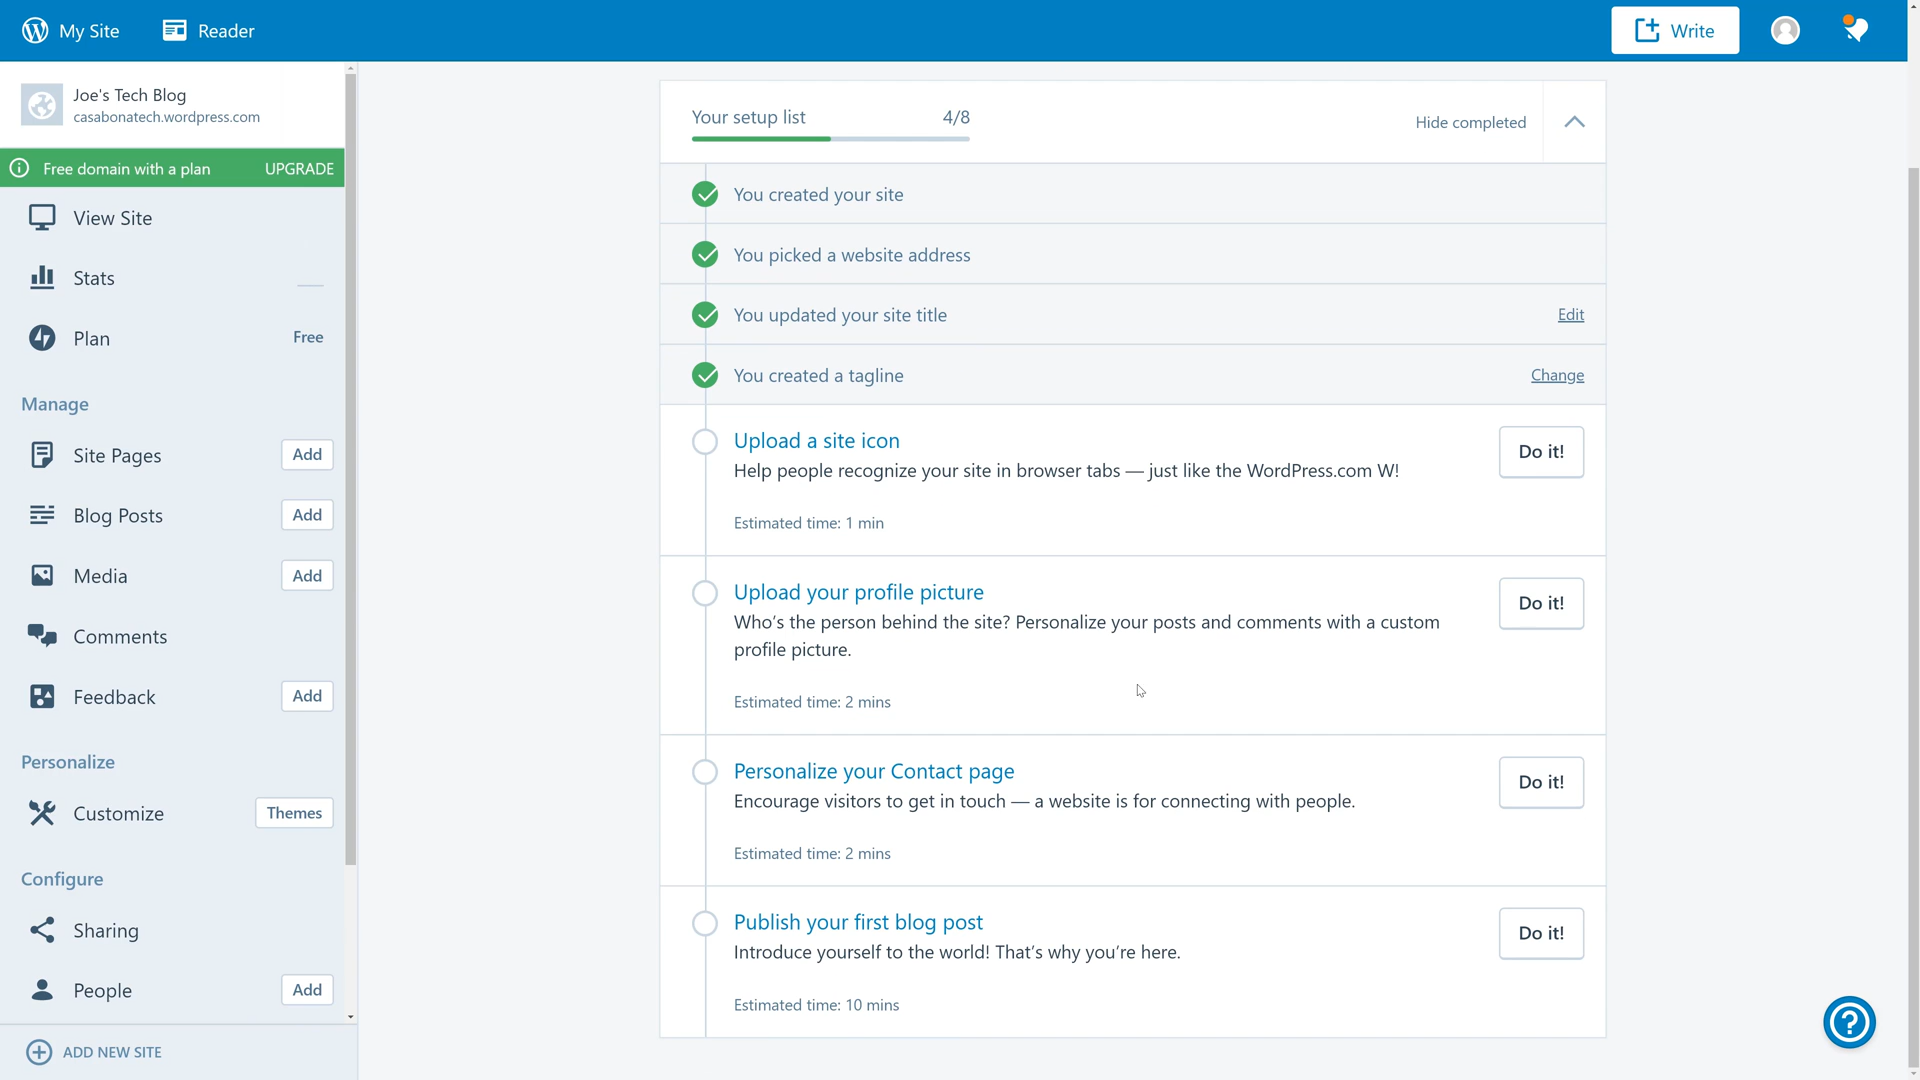 My Site
Reader
Write
Joe's Tech Blog
casabonatech.wordpress.com
Free domain with a plan UPGRADE
View Site
Stats
Plan Free
Manage
Site Pages Add
Blog Posts Add
Media Add
Comments
Feedback Add
Personalize
Customize Themes
Configure
Sharing
People Add
ADD NEW SITE
Your setup list 4/8
Hide completed
You created your site
You picked a website address
You updated your site title Edit
You created a tagline Change
Upload a site icon
Do it!
Help people recognize your site in browser tabs — just like the WordPress.com W!
Estimated time: 1 min
Upload your profile picture
Do it!
Who’s the person behind the site? Personalize your posts and comments with a custom
profile picture.
Estimated time: 2 mins
Personalize your Contact page
Do it!
Encourage visitors to get in touch — a website is for connecting with people.
Estimated time: 2 mins
Publish your first blog post
Do it!
Introduce yourself to the world! That’s why you’re here.
Estimated time: 10 mins